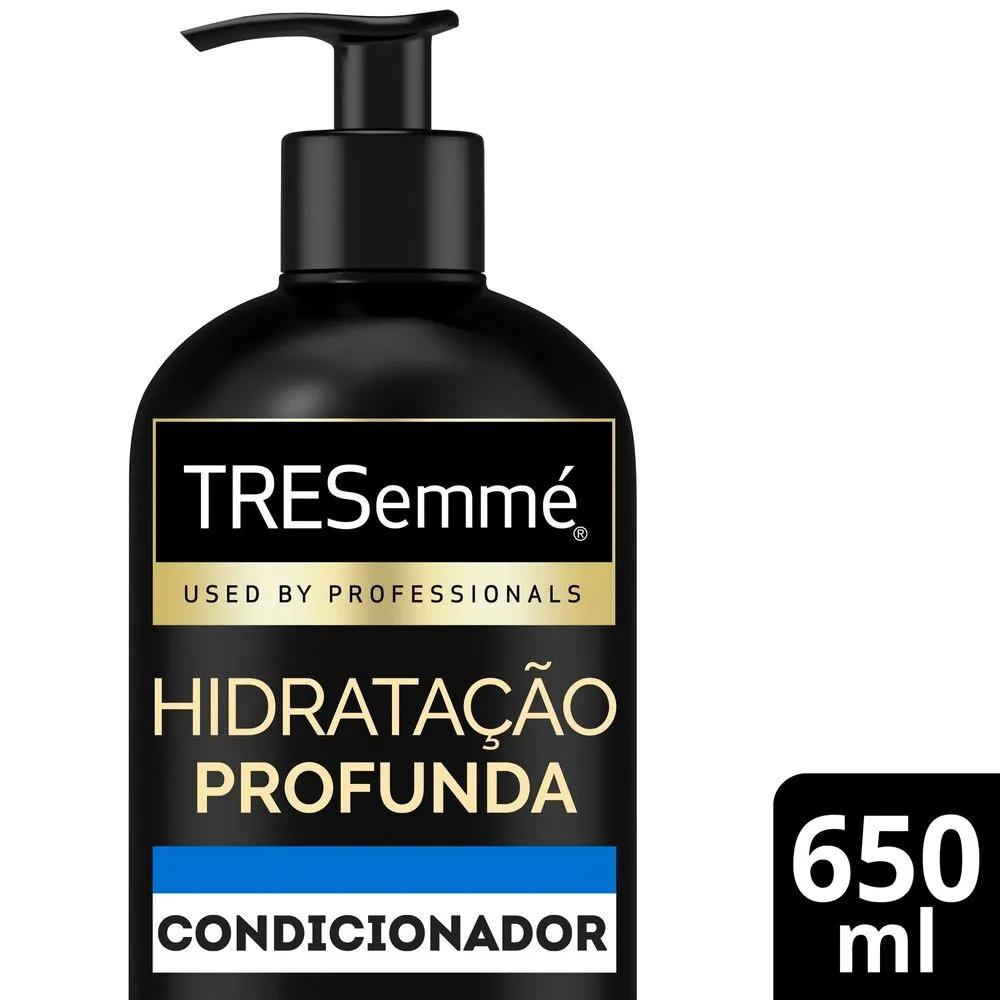 TRESemmé®
USED BY PROFESSIONALS
HIDRATAÇÃO
PROFUNDA
CONDICIONADOR
650
ml